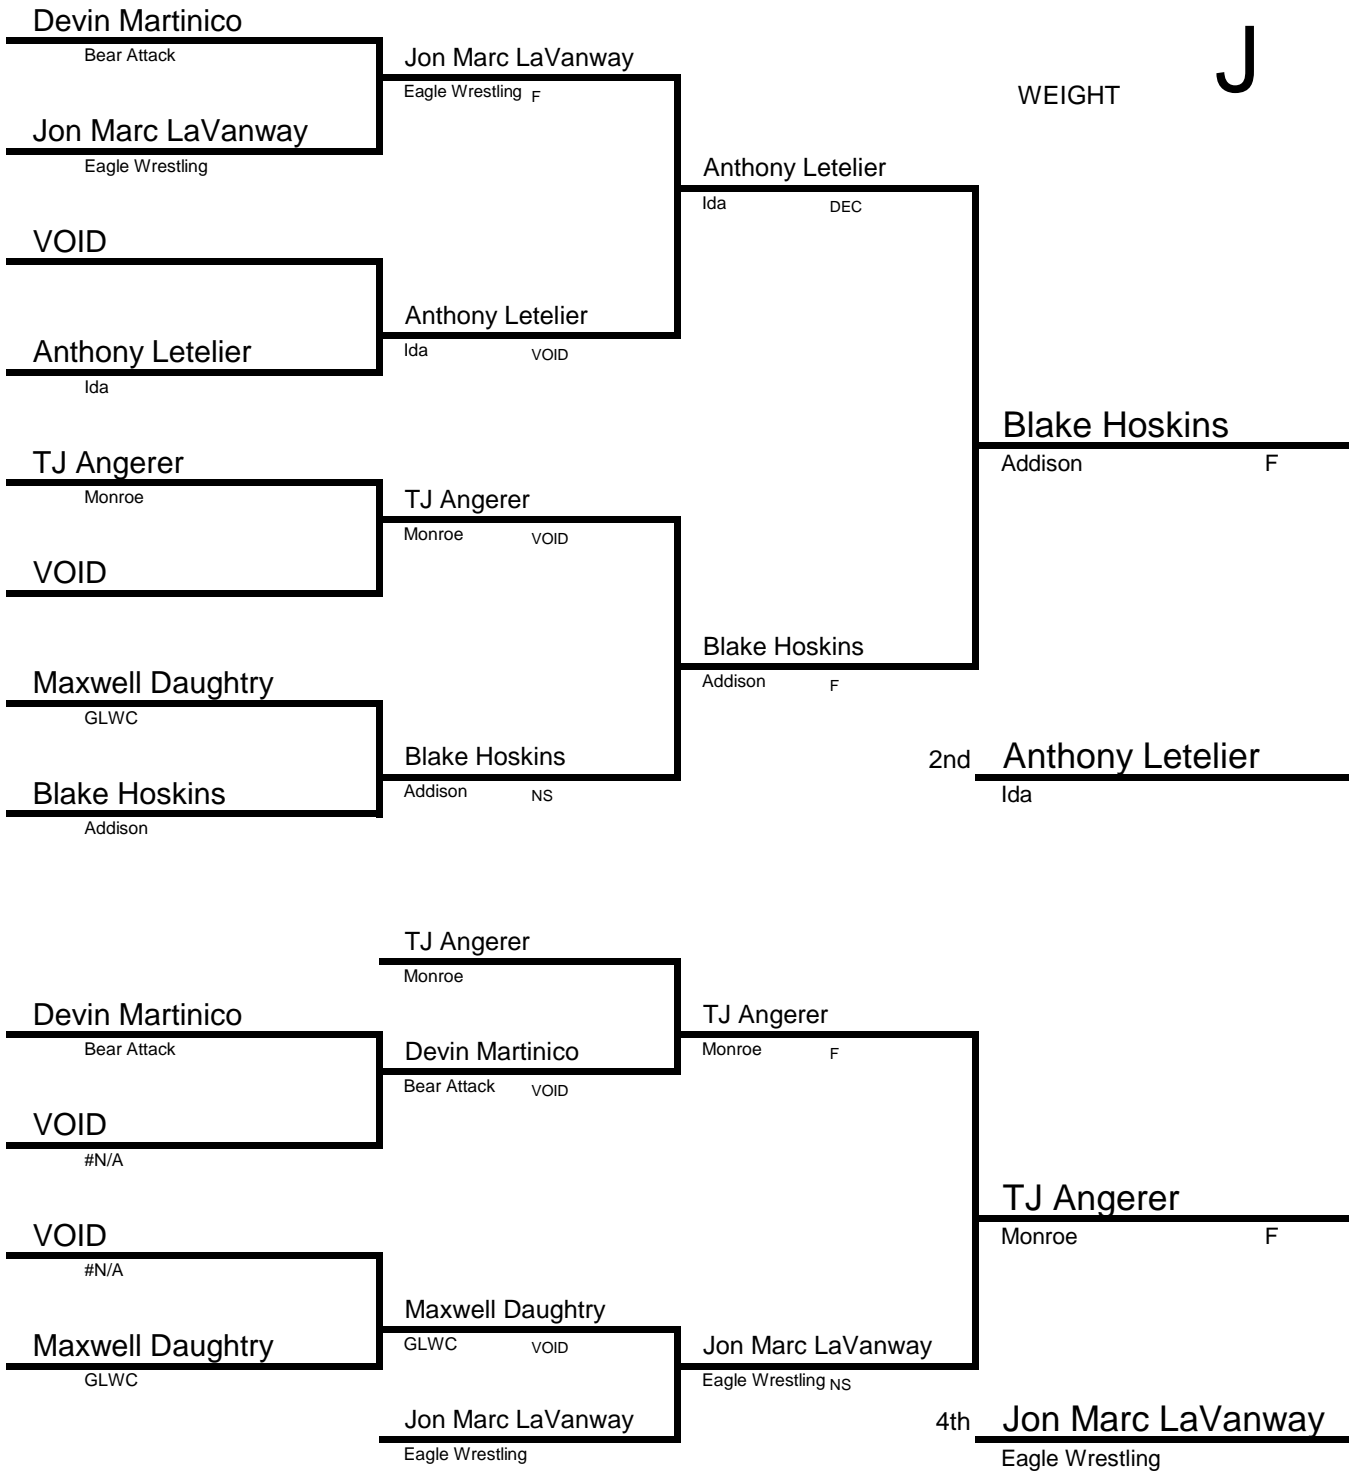 Devin Martinico
Bear Attack
Jon Marc LaVanway
Eagle Wrestling F
J
WEIGHT
Jon Marc LaVanway
Eagle Wrestling
Anthony Letelier
Ida DEC
VOID
Anthony Letelier
Ida VOID
Anthony Letelier
Ida
Blake Hoskins
Addison F
TJ Angerer
Monroe
TJ Angerer
Monroe VOID
VOID
Blake Hoskins
Addison F
Maxwell Daughtry
GLWC
Blake Hoskins
Addison NS
2nd Anthony Letelier
Ida
Blake Hoskins
Addison
TJ Angerer
Monroe
Devin Martinico
Bear Attack
TJ Angerer
Monroe F
Devin Martinico
Bear Attack VOID
VOID
#N/A
TJ Angerer
Monroe F
VOID
#N/A
Maxwell Daughtry
GLWC VOID
Maxwell Daughtry
GLWC
Jon Marc LaVanway
Eagle Wrestling NS
Jon Marc LaVanway
Eagle Wrestling
4th Jon Marc LaVanway
Eagle Wrestling